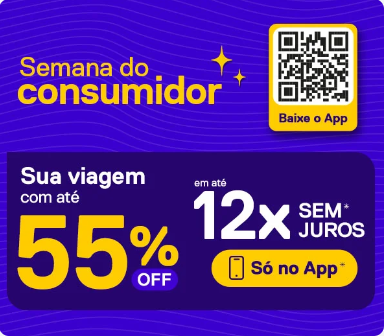 Semana do
consumidor
Baixe o App
Sua viagem
com até
55%
OFF
em até
12x SEM*
JUROS
Só no App*